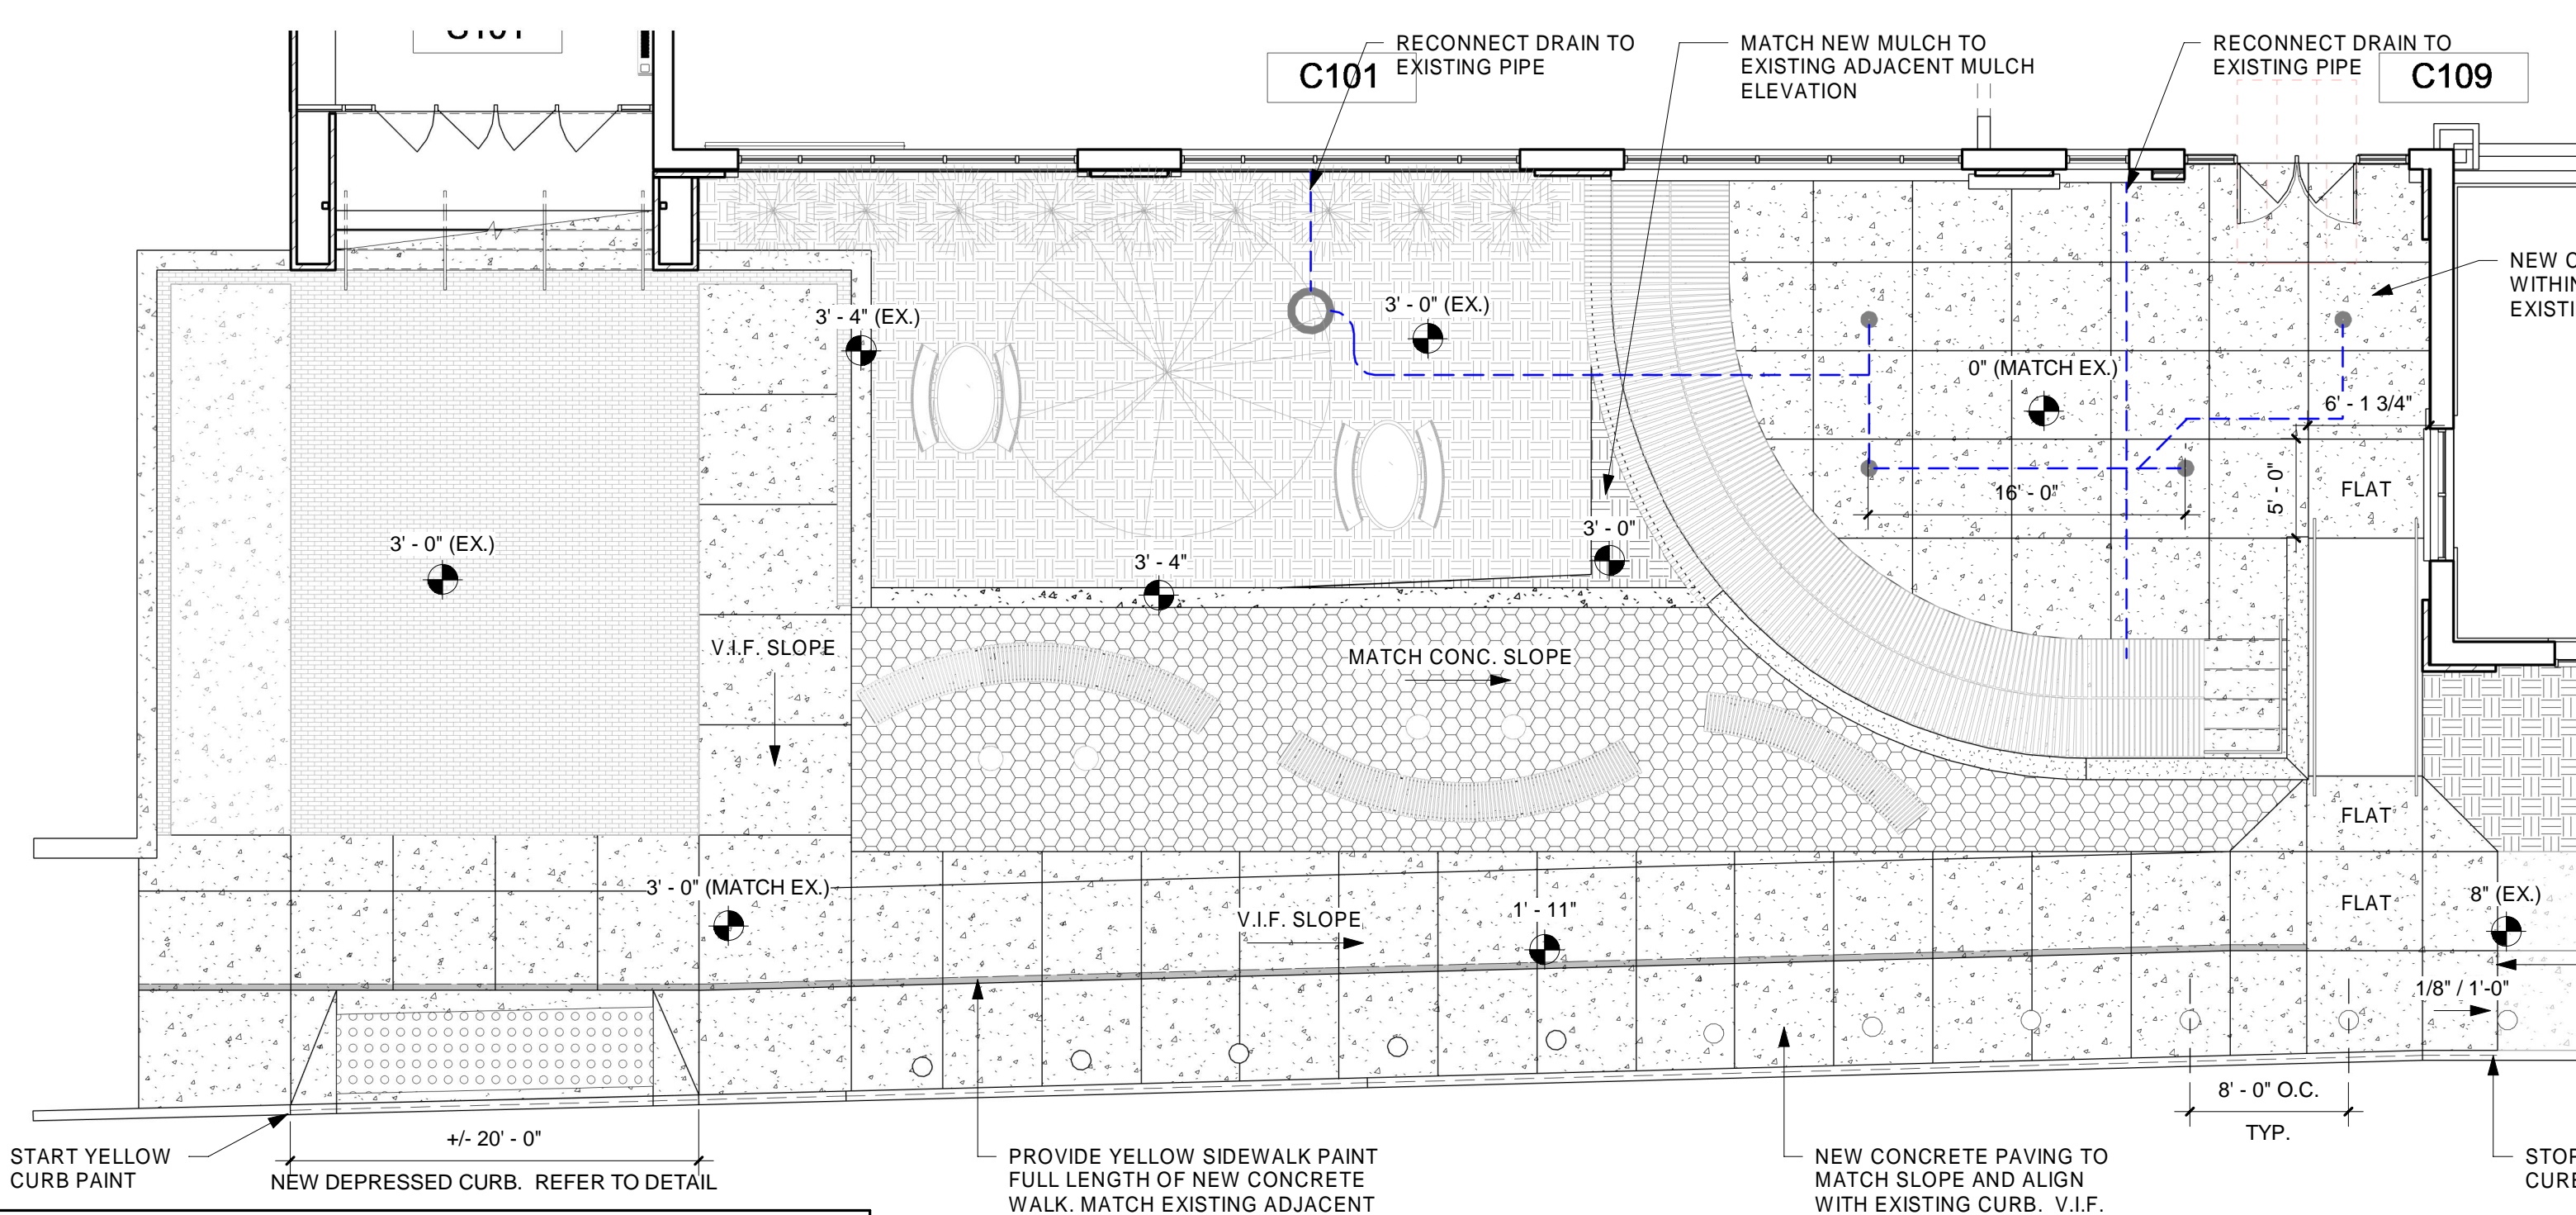 C101
RECONNECT DRAIN TO
EXISTING PIPE
MATCH NEW MULCH TO
EXISTING ADJACENT MULCH
ELEVATION
RECONNECT DRAIN TO
EXISTING PIPE
C109
NEW
WITHIN
3' - 4" (EX.)
3' - 0" (EX.)
0" (MATCH EX.)
6' - 1 3/4"
5' - 0"
FLAT
16' - 0"
3' - 0" (EX.)
3' - 0"
3' - 4"
V.I.F. SLOPE
MATCH CONC. SLOPE
FLAT
3' - 0" (MATCH EX.)
V.I.F. SLOPE
1' - 11"
FLAT
8" (EX.)
1/8" / 1'-0"
8' - 0" O.C.
TYP.
START YELLOW
CURB PAINT
+/- 20' - 0"
NEW DEPRESSED CURB. REFER TO DETAIL
PROVIDE YELLOW SIDEWALK PAINT
FULL LENGTH OF NEW CONCRETE
WALK. MATCH EXISTING ADJACENT
NEW CONCRETE PAVING TO
MATCH SLOPE AND ALIGN
WITH EXISTING CURB. V.I.F.